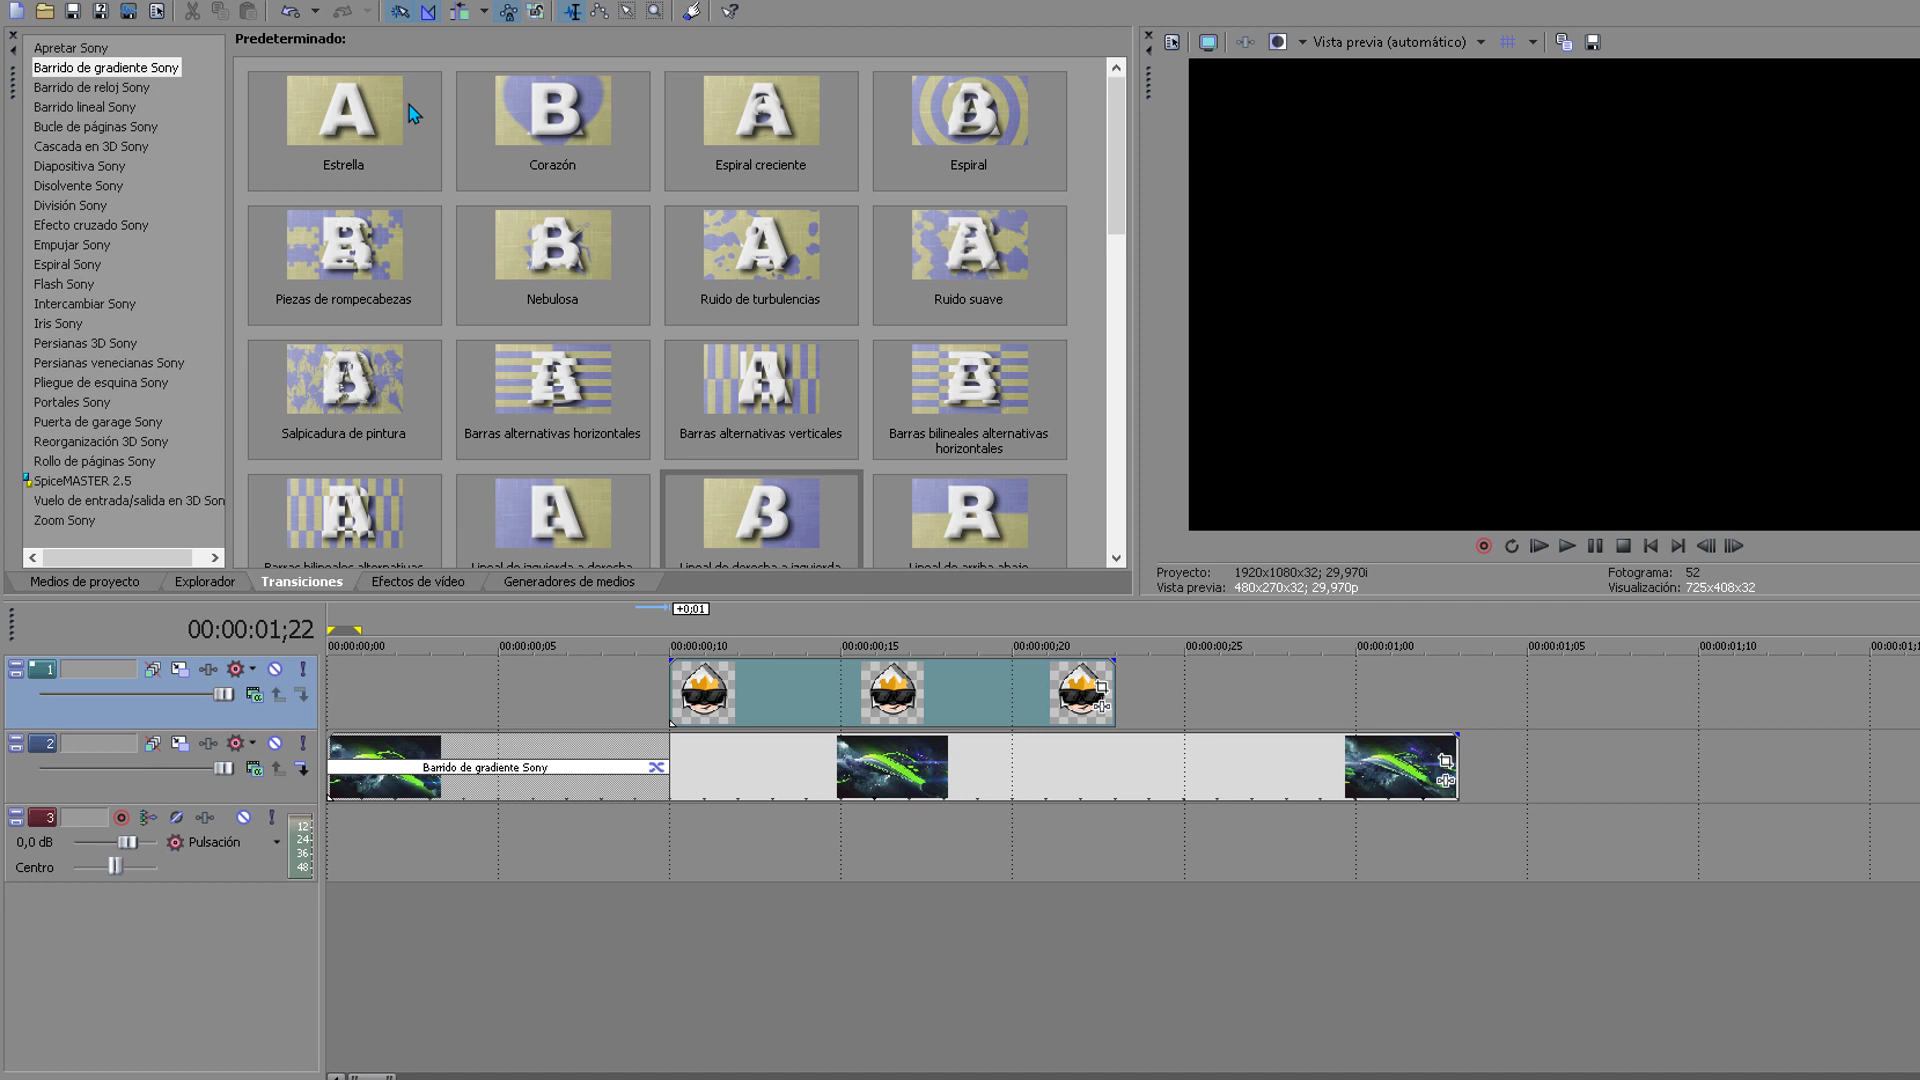 Predeterminado:
Apretar Sony
Barrido de gradiente Sony
Barrido de reloj Sony
Barrido lineal Sony
Bucle de páginas Sony
Cascada en 3D Sony
Diapositiva Sony
Disolvente Sony
División Sony
Efecto cruzado Sony
Empujar Sony
Espiral Sony
Flash Sony
Intercambiar Sony
Iris Sony
Persianas 3D Sony
Persianas venecianas Sony
Pliegue de esquina Sony
Portales Sony
Puerta de garage Sony
Reorganización 3D Sony
Rollo de páginas Sony
SpiceMASTER 2.5
Vuelo de entrada/salida en 3D Son
Zoom Sony
A B A B
Estrella Corazón Espiral creciente Espiral
Piezas de rompecabezas Nebulosa Ruido de turbulencias Ruido suave
Salpicadura de pintura Barras alternativas horizontales Barras alternativas verticales Barras bilineales alternativas
horizontales
Barras bilineales alternativas Lineal de izquierda a derecha Lineal de derecha a izquierda Lineal de arriba abajo
Medios de proyecto Explorador Transiciones Efectos de vídeo Generadores de medios
Vista previa (automático)
Proyecto: 1920x1080x32; 29,970i Fotograma: 52
Vista previa: 480x270x32; 29,970p Visualización: 725x408x32
+0;01
00:00:01;22
00:00:00;00 00:00:00;05 00:00:00;10 00:00:00;15 00:00:00;20 00:00:00;25 00:00:01;00 00:00:01;05 00:00:01;10 00:00:01;1
1
2
Barrido de gradiente Sony
3
12
0,0 dB Pulsación 24
36
Centro 48